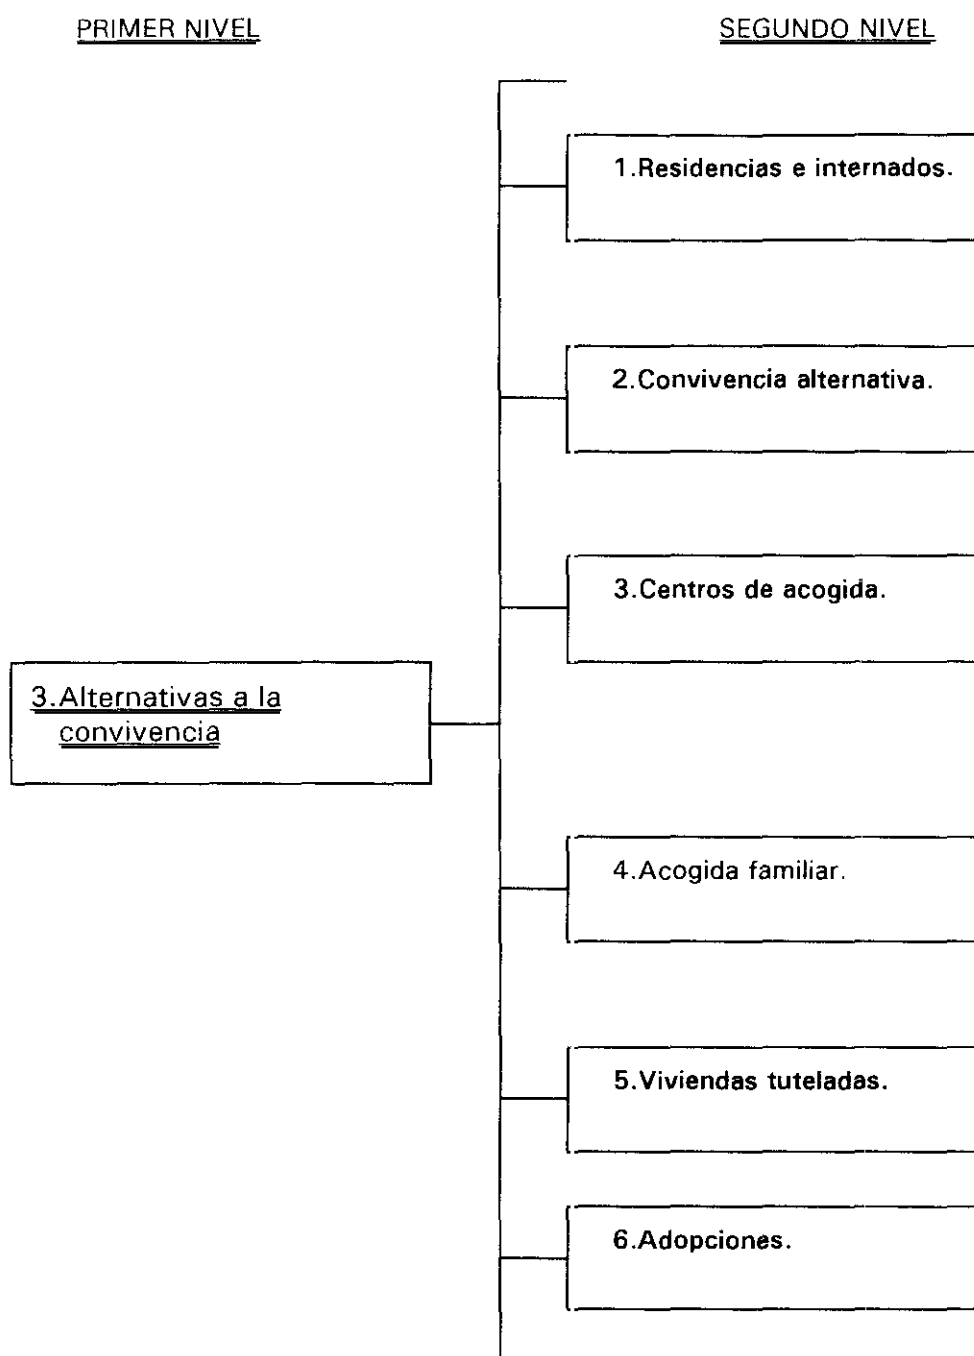 PRIMER NIVEL
SEGUNDO NIVEL
1.Residencias e internados.
2.Convivencia alternativa.
3.Centros de acogida.
3.Alternativas a la
convivencia
4.Acogida familiar.
5.Viviendas tuteladas.
6.Adopciones.